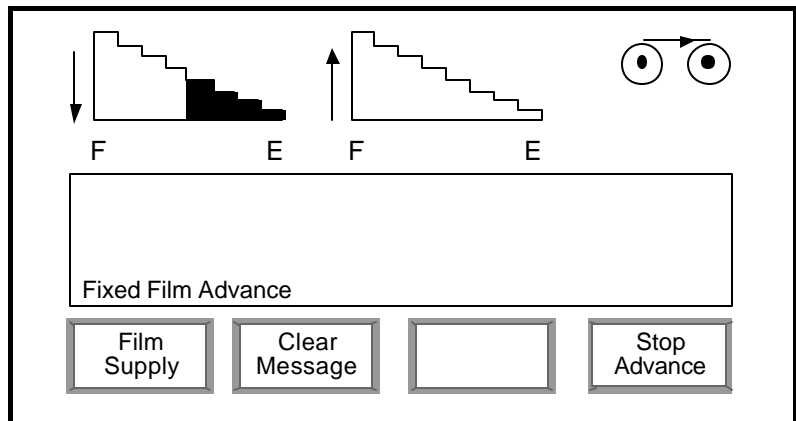 F E F E
Fixed Film Advance
Film Supply
Clear Message
Stop Advance